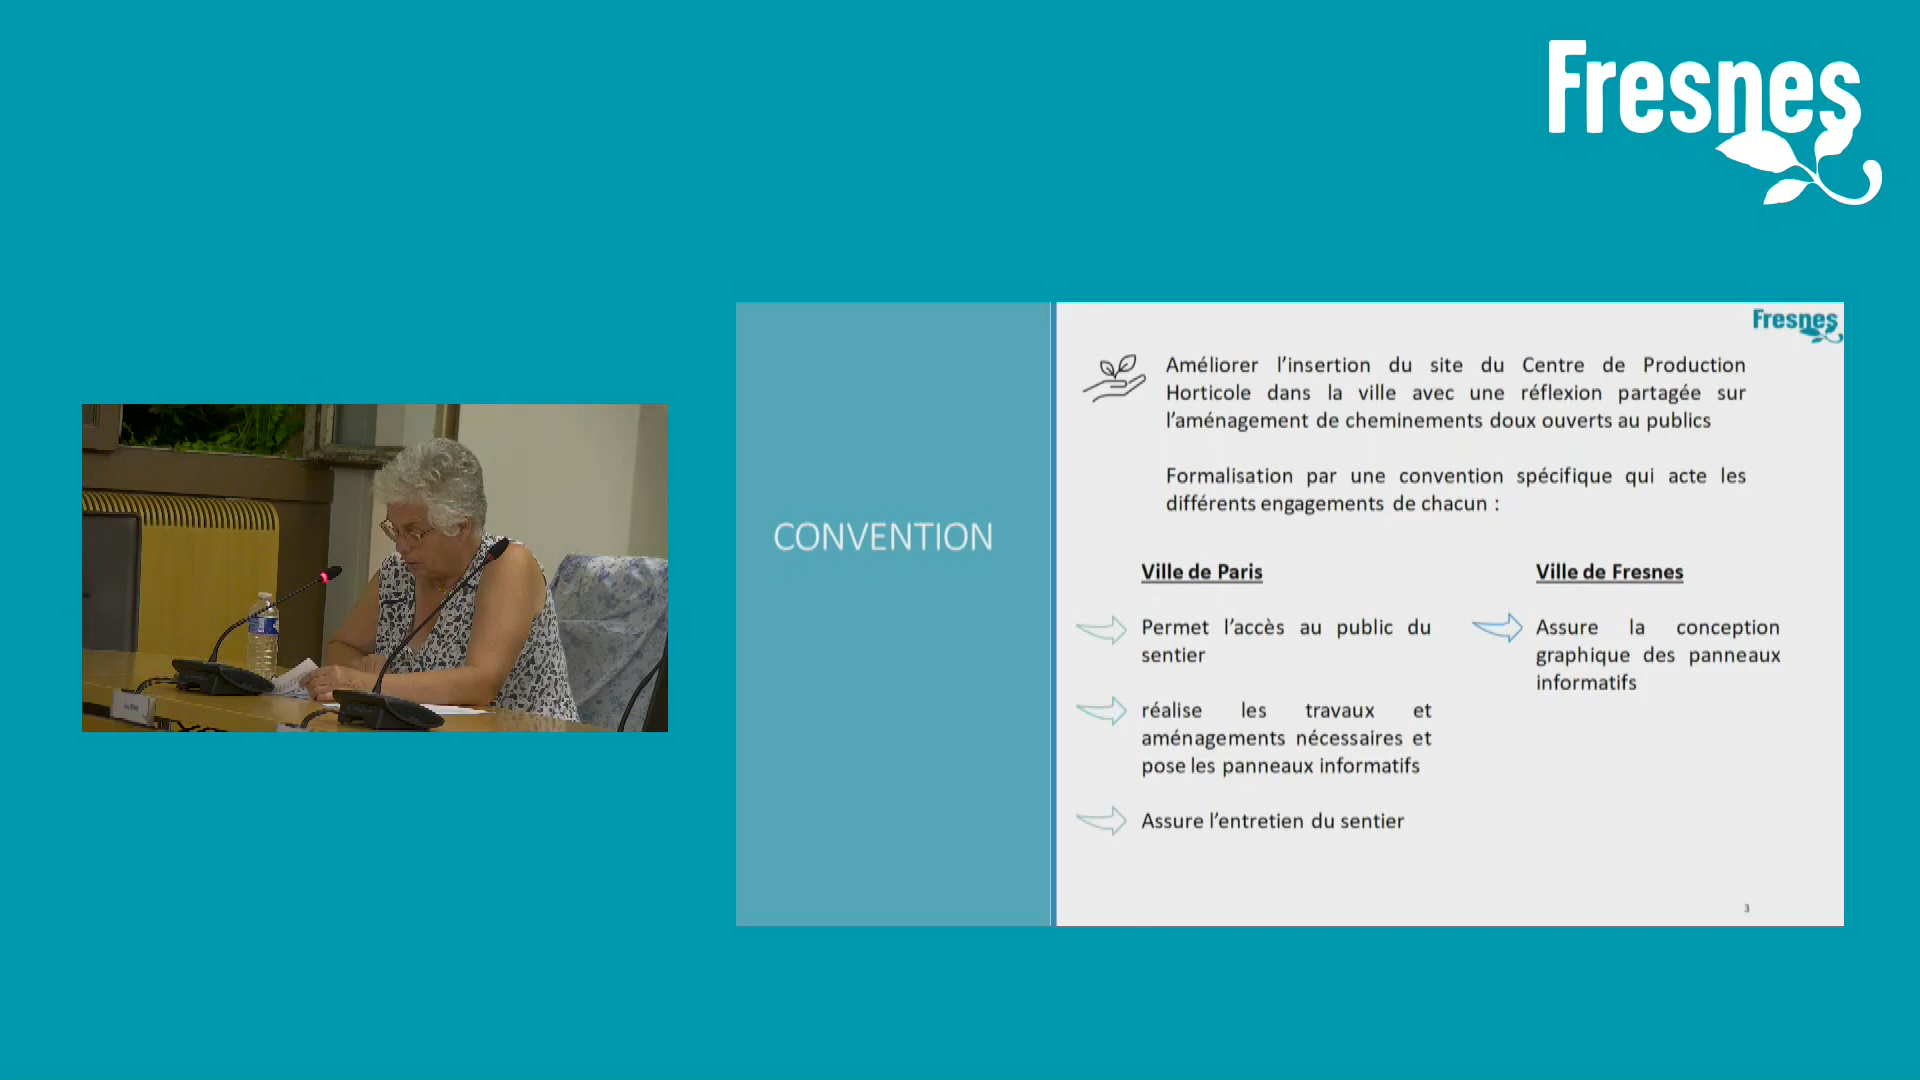 Fresnes
Fresnes
CONVENTION
Améliorer l’insertion du site du Centre de Production
Horticole dans la ville avec une réflexion partagée sur
l’aménagement de cheminements doux ouverts au publics
Formalisation par une convention spécifique qui acte les
différents engagements de chacun :
Ville de Paris
Permet l’accès au public du
sentier
réalise les travaux et
aménagements nécessaires et
pose les panneaux informatifs
Assure l’entretien du sentier
Ville de Fresnes
Assure la conception
graphique des panneaux
informatifs
3